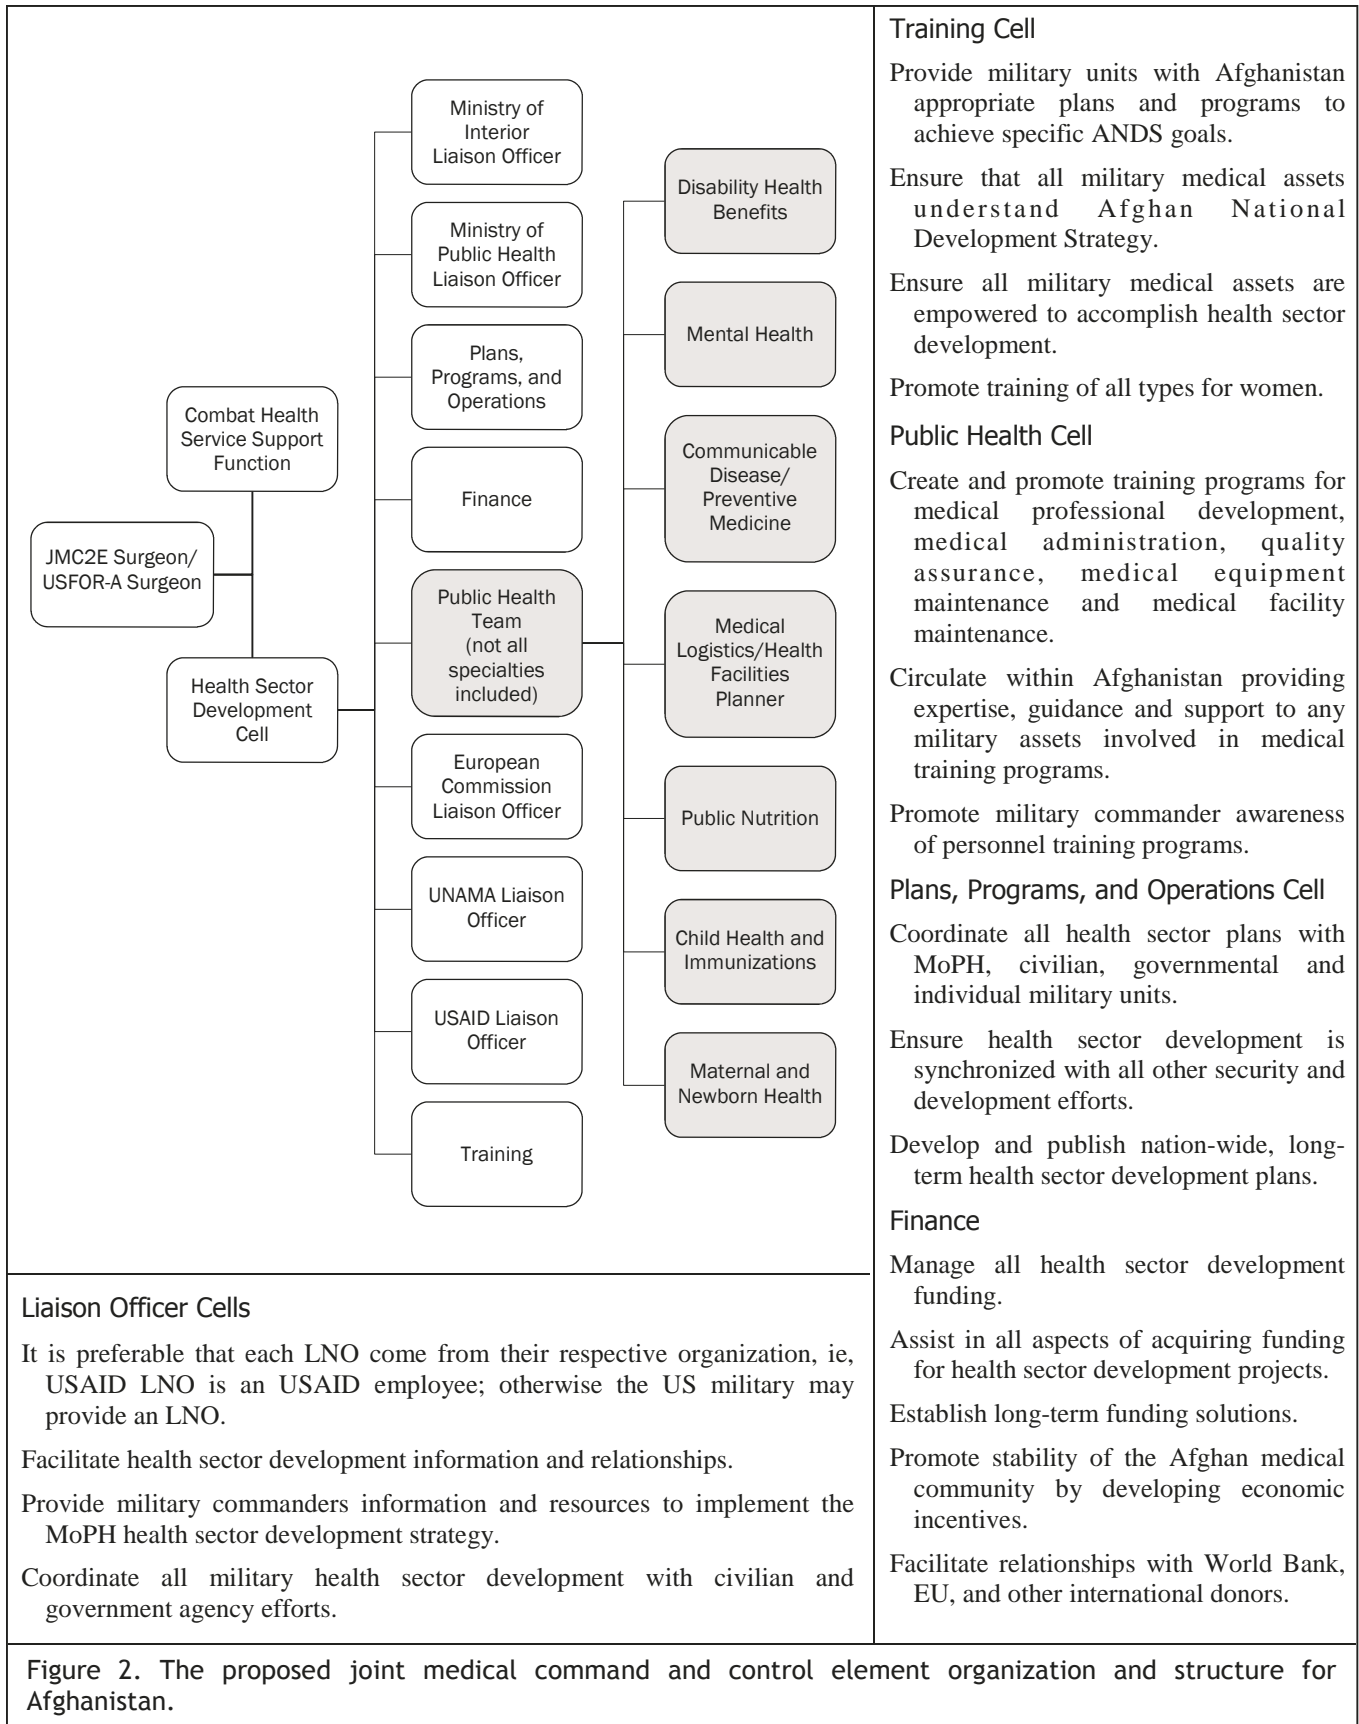 Ministry of
Interior
Liaison Officer
Ministry of
Public Health
Liaison Officer
Plans,
Programs, and
Operations
Combat Health
Service Support
Function
Finance
JMC2E Surgeon/
USFOR-A Surgeon
Public Health
Team
(not all
specialties
included)
Health Sector
Development
Cell
European
Commission
Liaison Officer
UNAMA Liaison
Officer
USAID Liaison
Officer
Training
Disability Health
Benefits
Mental Health
Communicable
Disease/
Preventive
Medicine
Medical
Logistics/Health
Facilities
Planner
Public Nutrition
Child Health and
Immunizations
Maternal and
Newborn Health
Liaison Officer Cells
It is preferable that each LNO come from their respective organization, ie,
USAID LNO is an USAID employee; otherwise the US military may
provide an LNO.
Facilitate health sector development information and relationships.
Provide military commanders information and resources to implement the
MoPH health sector development strategy.
Coordinate all military health sector development with civilian and
government agency efforts.
Training Cell
Provide military units with Afghanistan
appropriate plans and programs to
achieve specific ANDS goals.
Ensure that all military medical assets
understand Afghan National
Development Strategy.
Ensure all military medical assets are
empowered to accomplish health sector
development.
Promote training of all types for women.
Public Health Cell
Create and promote training programs for
medical professional development,
medical administration, quality
assurance, medical equipment
maintenance and medical facility
maintenance.
Circulate within Afghanistan providing
expertise, guidance and support to any
military assets involved in medical
training programs.
Promote military commander awareness
of personnel training programs.
Plans, Programs, and Operations Cell
Coordinate all health sector plans with
MoPH, civilian, governmental and
individual military units.
Ensure health sector development is
synchronized with all other security and
development efforts.
Develop and publish nation-wide, long-
term health sector development plans.
Finance
Manage all health sector development
funding.
Assist in all aspects of acquiring funding
for health sector development projects.
Establish long-term funding solutions.
Promote stability of the Afghan medical
community by developing economic
incentives.
Facilitate relationships with World Bank,
EU, and other international donors.
Figure 2. The proposed joint medical command and control element organization and structure for
Afghanistan.